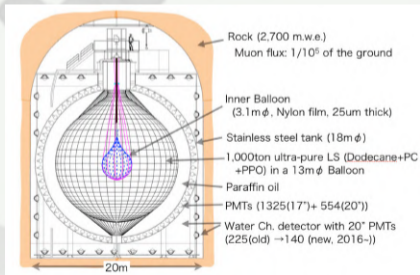 Rock (2,700 m.w.e.)
Muon flux: 1/10⁵ of the ground
Inner Balloon
(3.1mφ, Nylon film, 25um thick)
Stainless steel tank (18mφ)
1,000ton ultra-pure LS (Dodecane+PC
+PPO) in a 13mφ Balloon
Paraffin oil
PMTs (1325(17")+ 554(20"))
Water Ch. detector with 20" PMTs
(225(old) →140 (new, 2016~))
20m